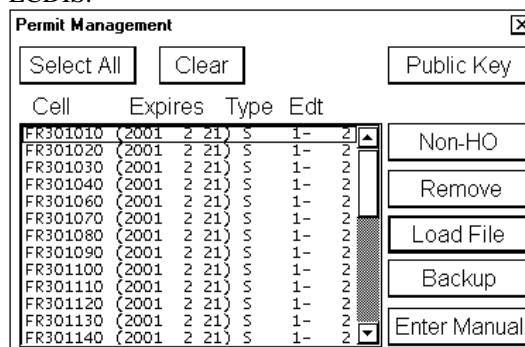 ECDIS.
Permit Management
Select All Clear Public Key
Cell Expires Type Edt
FR301010 (2001 2 21) S 1- 2
FR301020 (2001 2 21) S 1- 2
FR301030 (2001 2 21) S 1- 2
FR301040 (2001 2 21) S 1- 2
FR301060 (2001 2 21) S 1- 2
FR301070 (2001 2 21) S 1- 2
FR301080 (2001 2 21) S 1- 2
FR301090 (2001 2 21) S 1- 2
FR301100 (2001 2 21) S 1- 2
FR301110 (2001 2 21) S 1- 2
FR301120 (2001 2 21) S 1- 2
FR301130 (2001 2 21) S 1- 2
FR301140 (2001 2 21) S 1- 2
Non-HO
Remove
Load File
Backup
Enter Manual